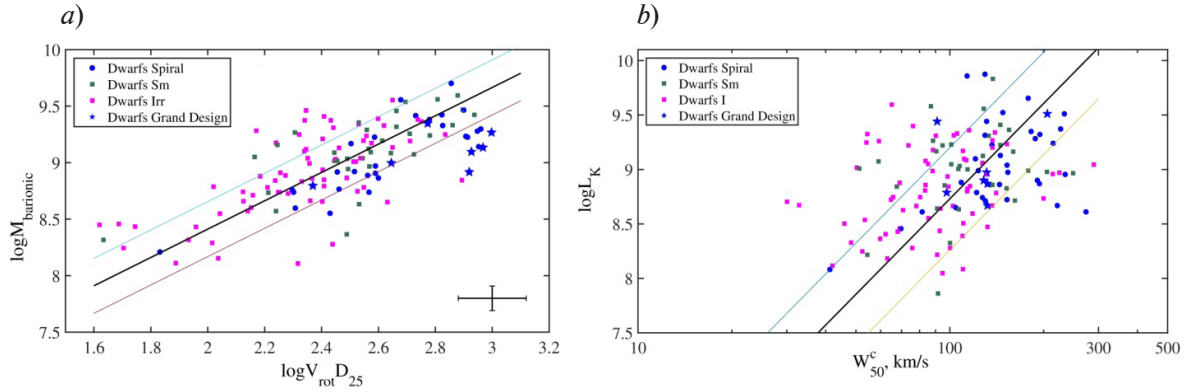 a)
b)
10
9.5
9
8.5
8
7.5
logM_barionic
Dwarfs Spiral
Dwarfs Sm
Dwarfs Irr
Dwarfs Grand Design
1.6 1.8 2 2.2 2.4 2.6 2.8 3 3.2
logV_rot D_25
10
9.5
9
8.5
8
7.5
logL_K
Dwarfs Spiral
Dwarfs Sm
Dwarfs I
Dwarfs Grand Design
10 100 300 500
W^c_50, km/s